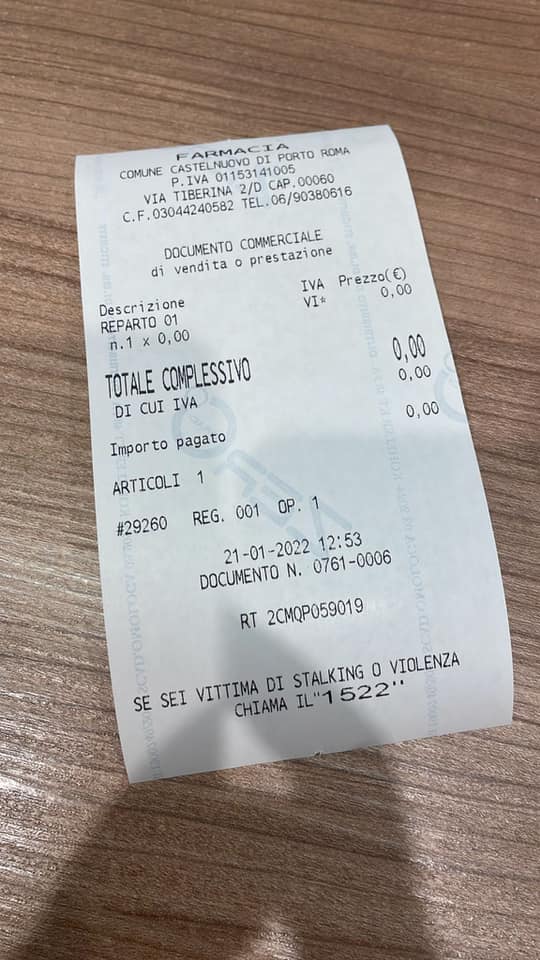 FARMACIA
COMUNE CASTELNUOVO DI PORTO ROMA
P.IVA 01153141005
VIA TIBERINA 2/D CAP.00060
C.F.03044240582 TEL.06/90380616
DOCUMENTO COMMERCIALE
di vendita o prestazione
Descrizione IVA Prezzo(€)
REPARTO 01 VI* 0,00
n.1 x 0,00
TOTALE COMPLESSIVO 0,00
DI CUI IVA 0,00
Importo pagato 0,00
ARTICOLI 1
#29260 REG. 001 OP. 1
21-01-2022 12:53
DOCUMENTO N. 0761-0006
RT 2CMQP059019
SE SEI VITTIMA DI STALKING O VIOLENZA
CHIAMA IL"1522"